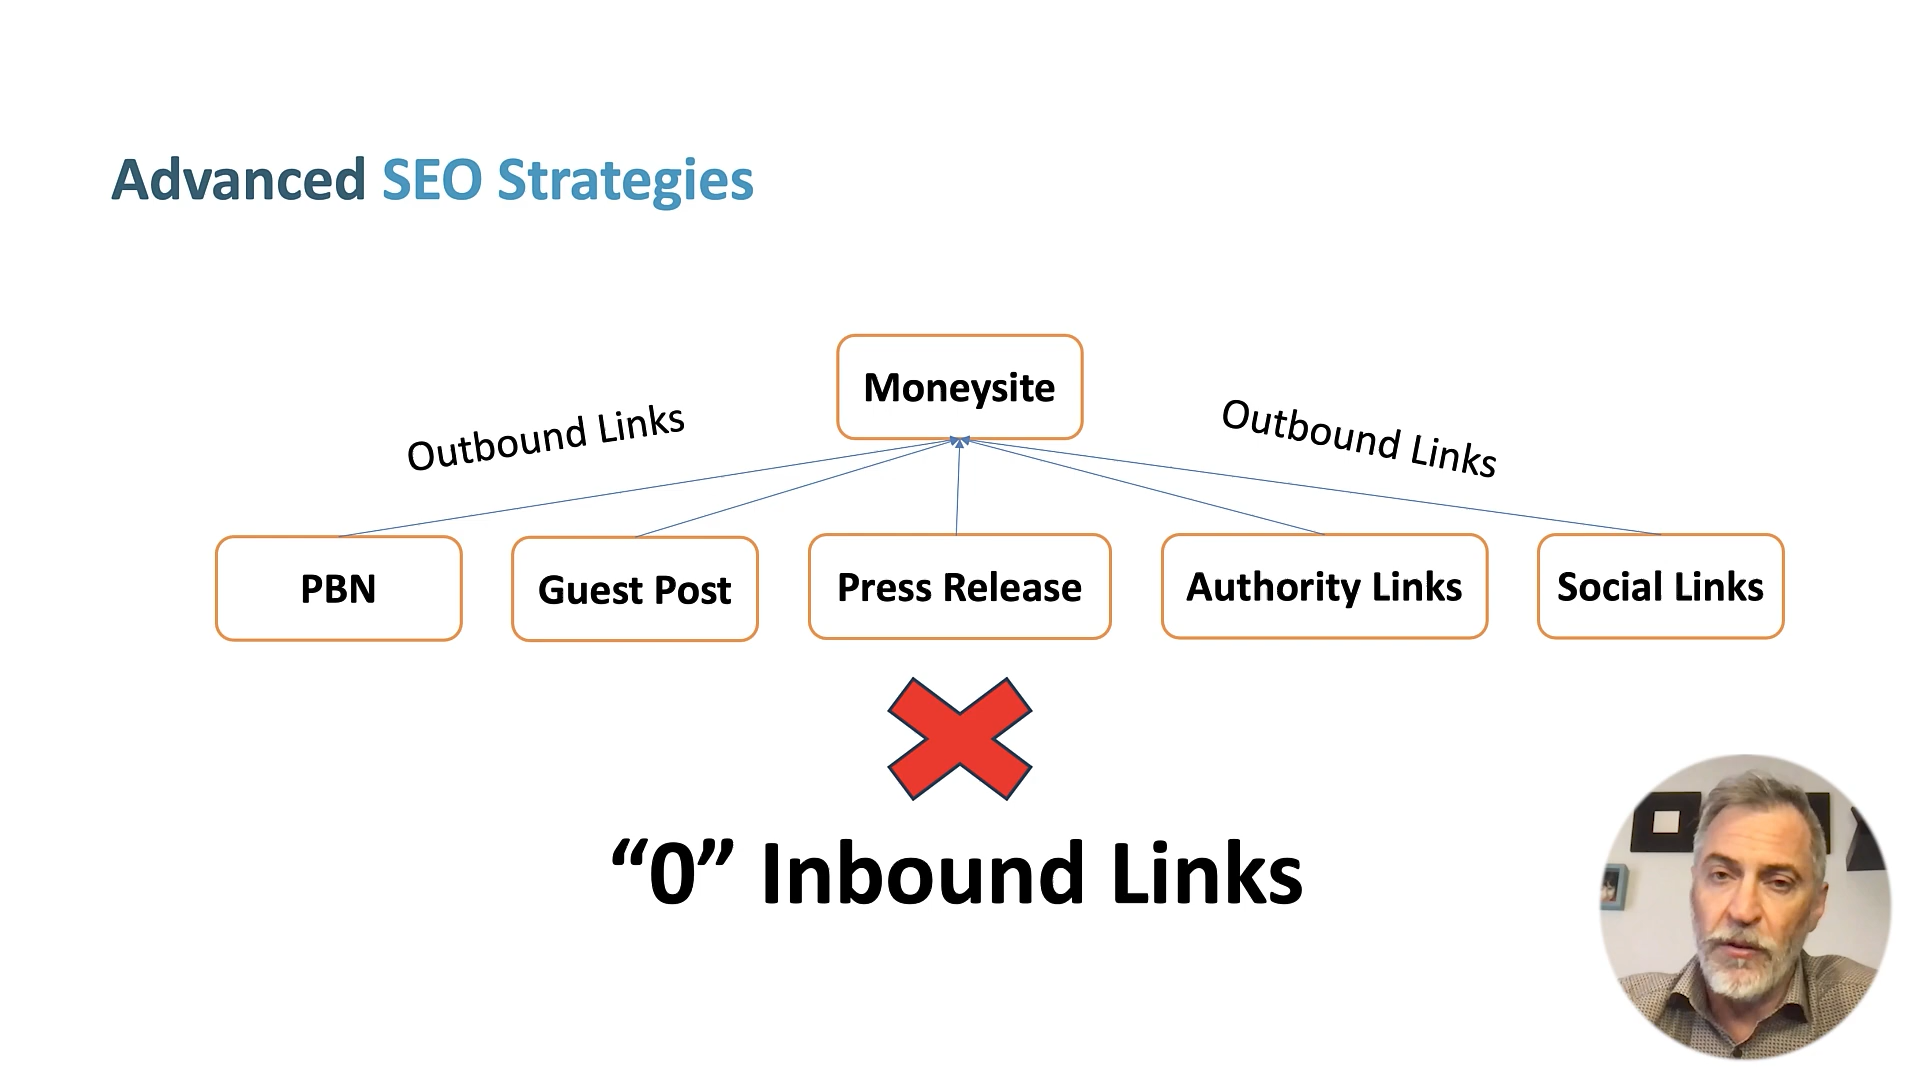 Advanced SEO Strategies
Moneysite
Outbound Links
Outbound Links
PBN
Guest Post
Press Release
Authority Links
Social Links
“0” Inbound Links